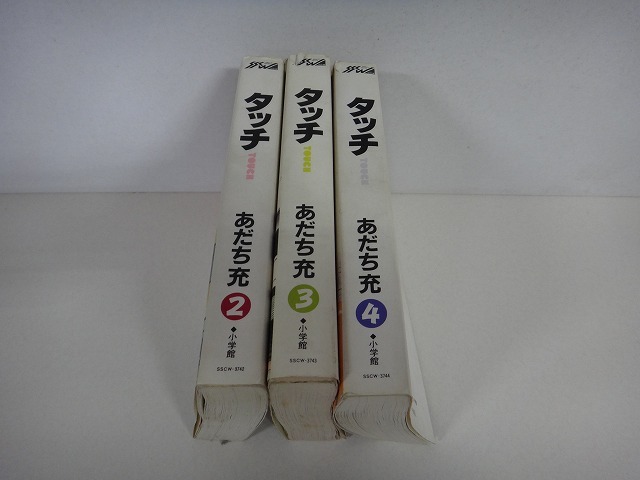 タッチ
TOUCH
あだち充
2
◆小学館
SSCW-3742
タッチ
TOUCH
あだち充
3
◆小学館
SSCW-3743
タッチ
TOUCH
あだち充
4
◆小学館
SSCW-3744